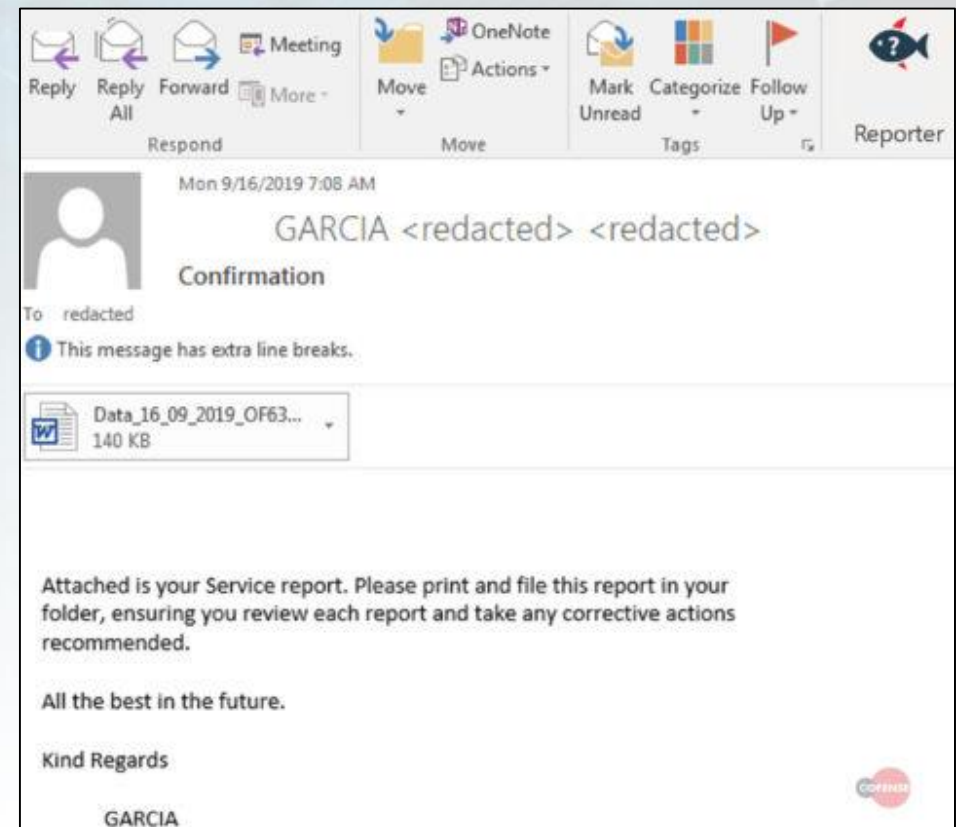 Meeting
OneNote
Actions
Reply
Reply All
Forward
More
Move
Mark Unread
Categorize
Follow Up
Reporter
Respond
Move
Tags
Mon 9/16/2019 7:08 AM
GARCIA <redacted> <redacted>
Confirmation
To redacted
This message has extra line breaks.
Data_16_09_2019_OF63...
140 KB
Attached is your Service report. Please print and file this report in your
folder, ensuring you review each report and take any corrective actions
recommended.
All the best in the future.
Kind Regards
COFENSE
GARCIA